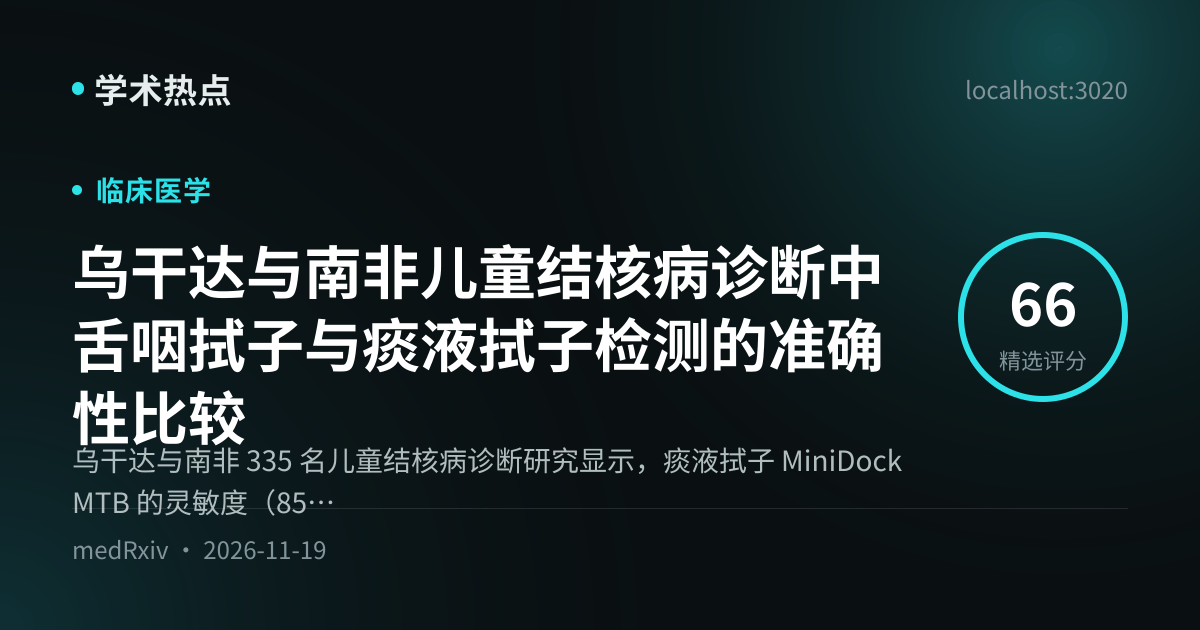 学术热点
localhost:3020
临床医学
乌干达与南非儿童结核病诊断中
舌咽拭子与痰液拭子检测的准确
性比较
66
精选评分
乌干达与南非 335 名儿童结核病诊断研究显示，痰液拭子 MiniDock
MTB 的灵敏度（85…
medRxiv · 2026-11-19